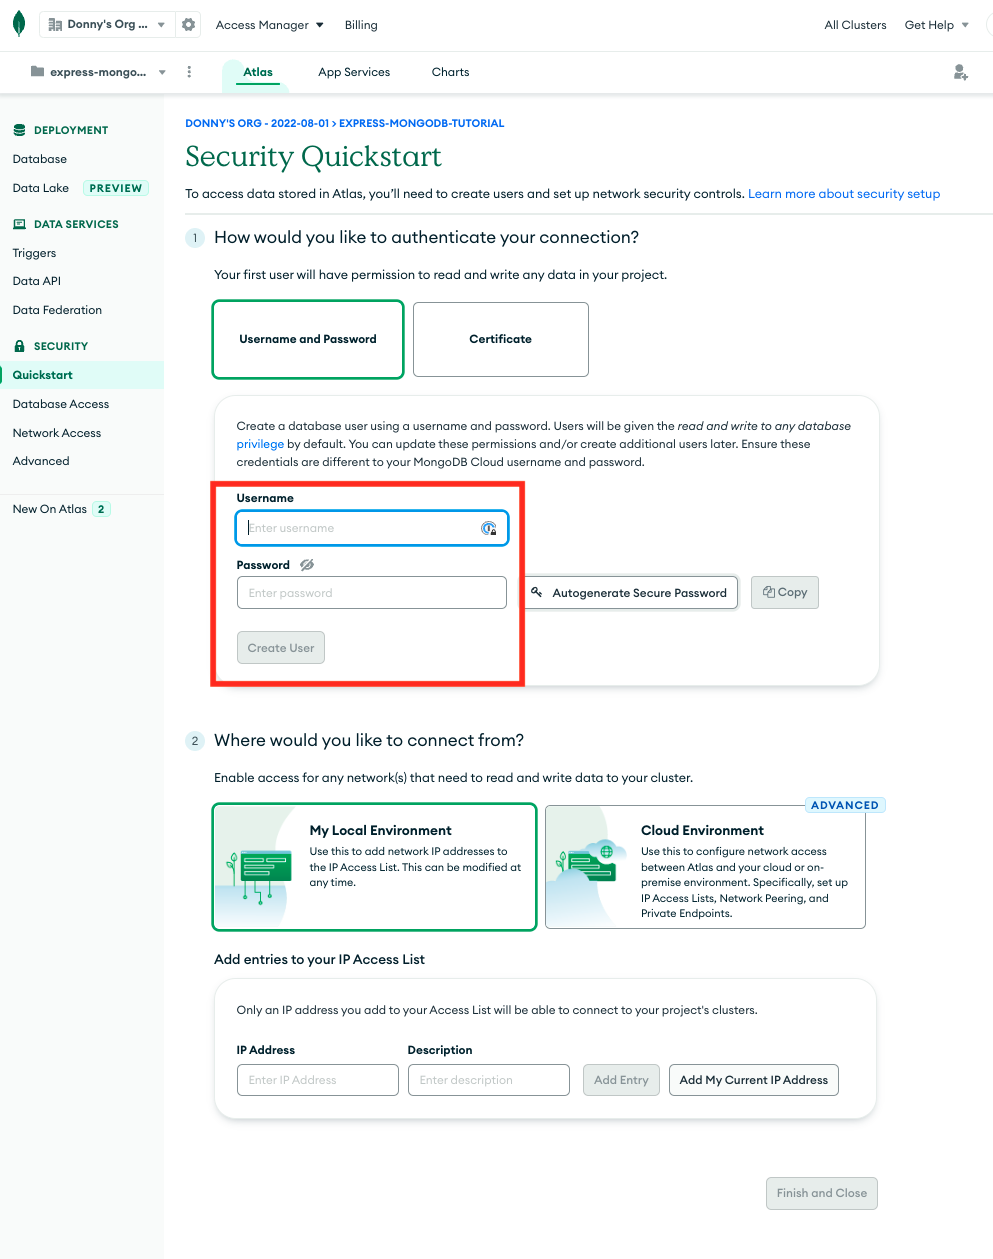 Donny's Org ...
Access Manager
Billing
All Clusters
Get Help
express-mongo...
Atlas
App Services
Charts
DEPLOYMENT
Database
Data Lake PREVIEW
DATA SERVICES
Triggers
Data API
Data Federation
SECURITY
Quickstart
Database Access
Network Access
Advanced
New On Atlas 2
DONNY'S ORG - 2022-08-01 > EXPRESS-MONGODB-TUTORIAL
Security Quickstart
To access data stored in Atlas, you'll need to create users and set up network security controls. Learn more about security setup
1 How would you like to authenticate your connection?
Your first user will have permission to read and write any data in your project.
Username and Password
Certificate
Create a database user using a username and password. Users will be given the read and write to any database
privilege by default. You can update these permissions and/or create additional users later. Ensure these
credentials are different to your MongoDB Cloud username and password.
Username
Enter username
Password
Enter password
Autogenerate Secure Password
Copy
Create User
2 Where would you like to connect from?
Enable access for any network(s) that need to read and write data to your cluster.
My Local Environment
Use this to add network IP addresses to
the IP Access List. This can be modified at
any time.
ADVANCED
Cloud Environment
Use this to configure network access
between Atlas and your cloud or on-
premise environment. Specifically, set up
IP Access Lists, Network Peering, and
Private Endpoints.
Add entries to your IP Access List
Only an IP address you add to your Access List will be able to connect to your project's clusters.
IP Address
Description
Enter IP Address
Enter description
Add Entry
Add My Current IP Address
Finish and Close